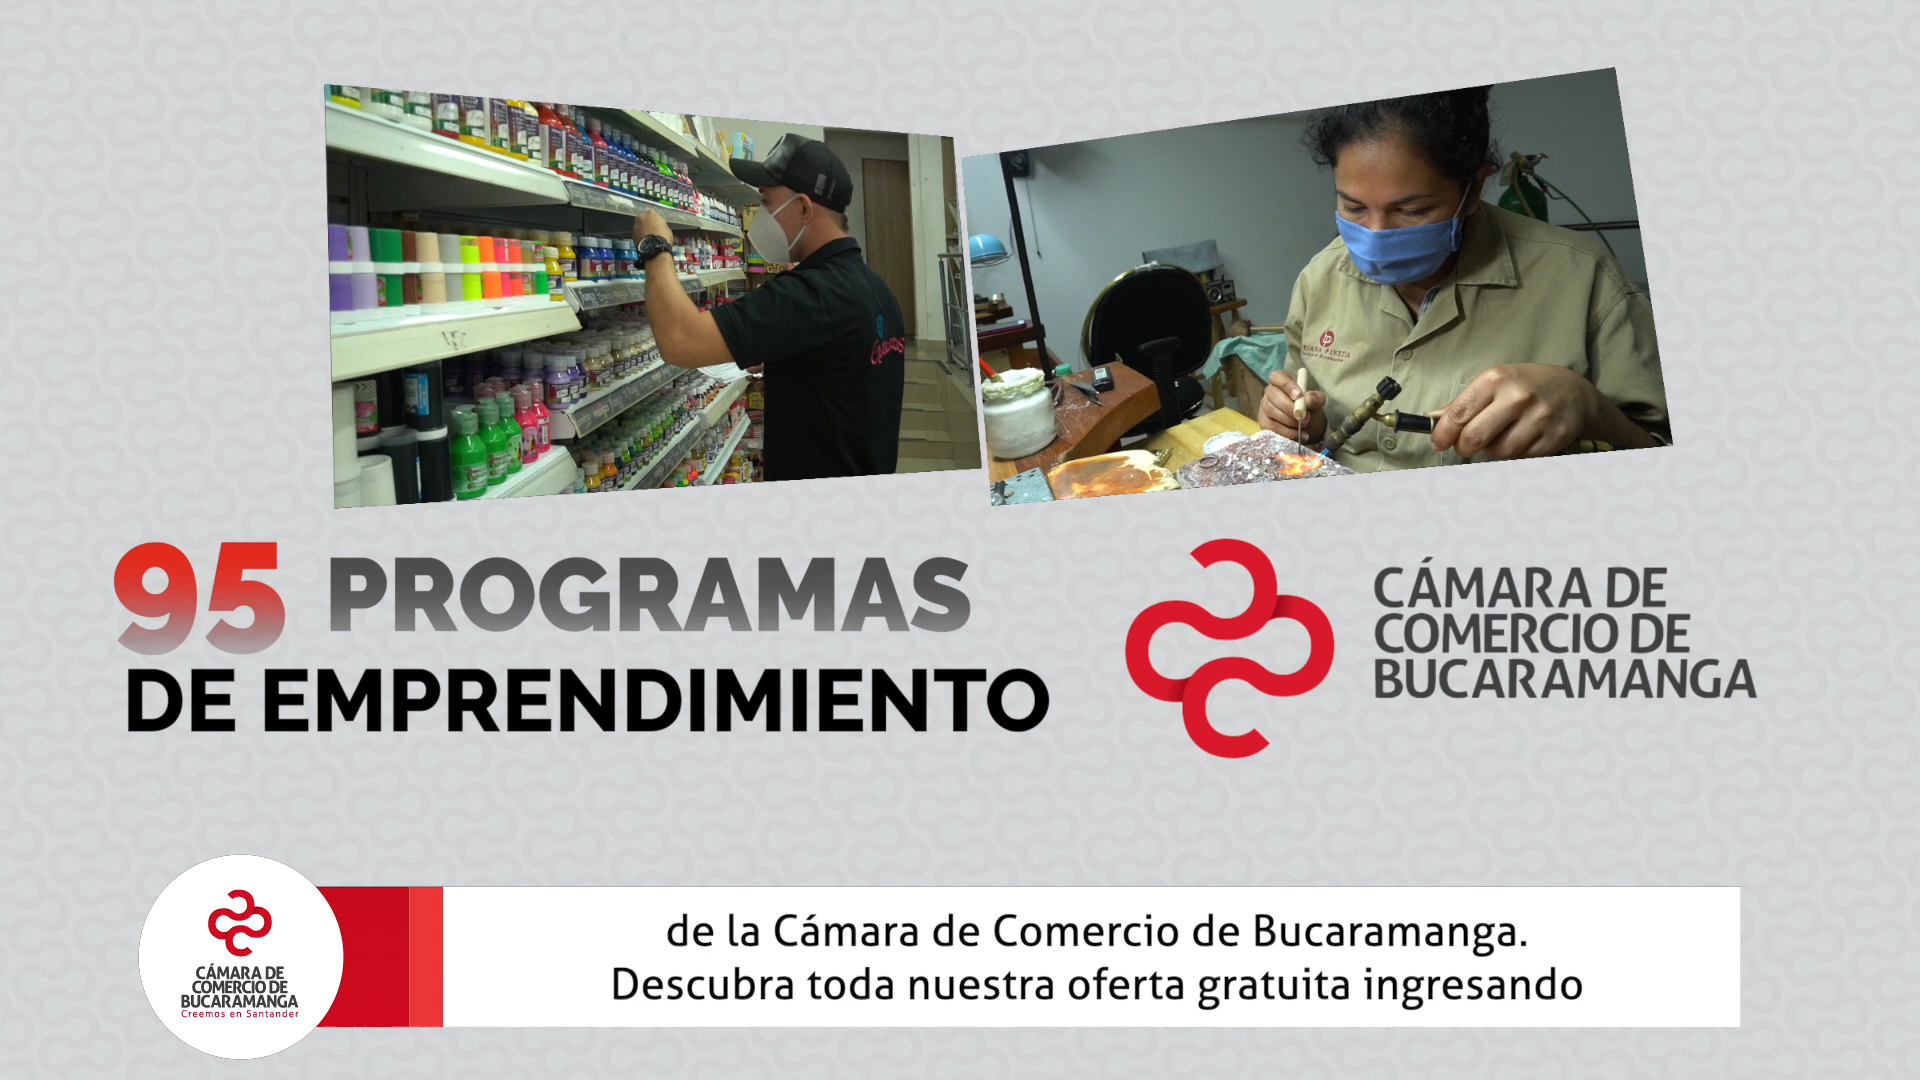 95 PROGRAMAS
DE EMPRENDIMIENTO
CÁMARA DE
COMERCIO DE
BUCARAMANGA
CÁMARA DE
COMERCIO DE
BUCARAMANGA
Creemos en Santander
de la Cámara de Comercio de Bucaramanga.
Descubra toda nuestra oferta gratuita ingresando